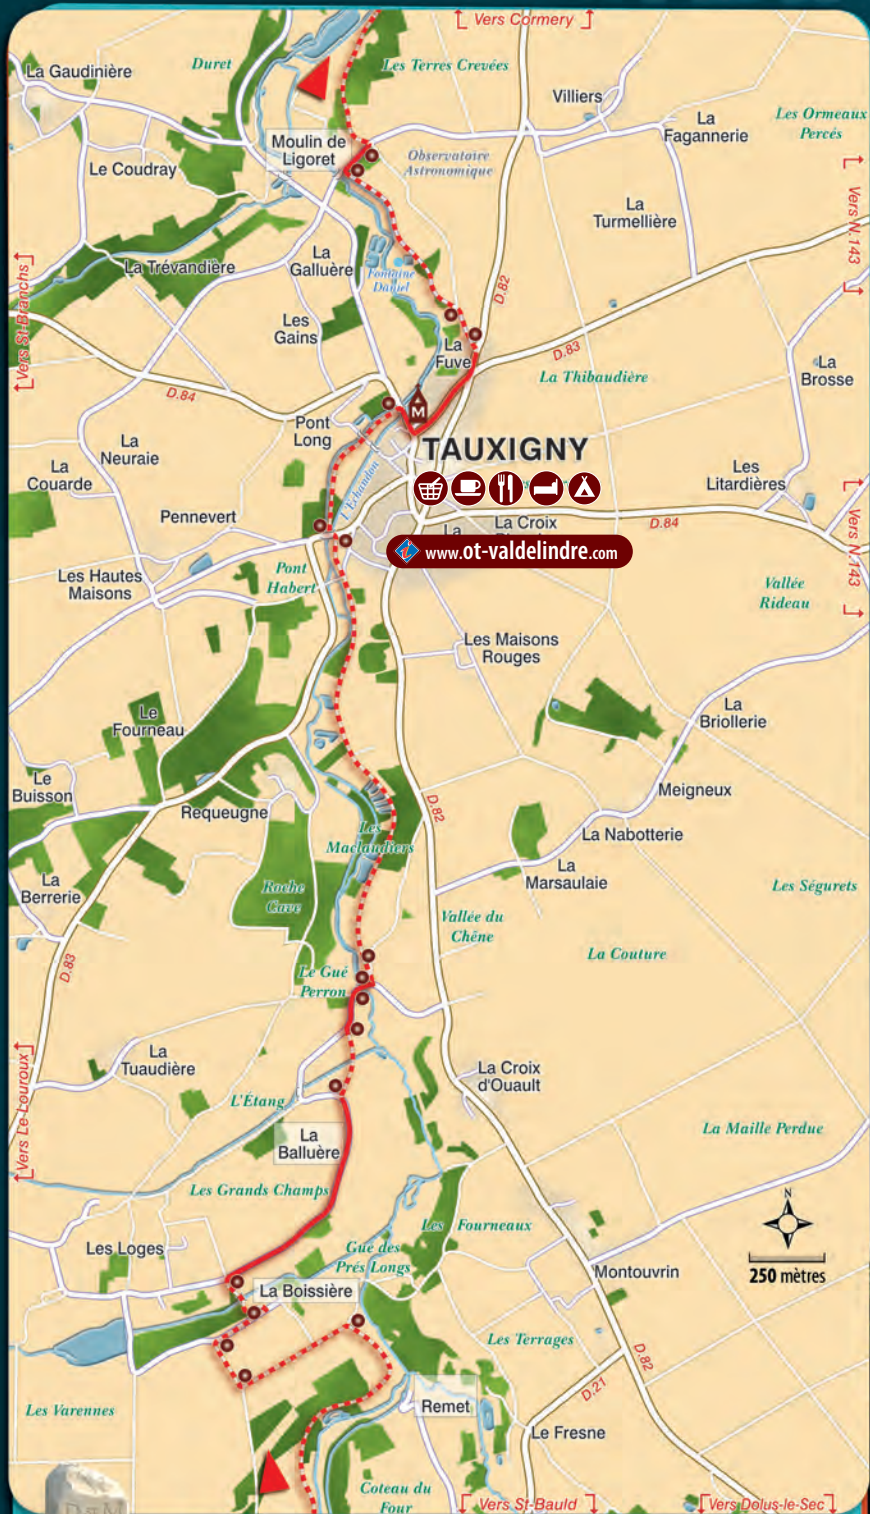 Vers Cormery
Duret
Les Terres Crevées
La Gaudinière
Villiers
La
Fagannerie
Les Ormeaux
Percés
Moulin de
Ligoret
Observatoire
Astronomique
Le Coudray
La
Turmellière
Vers N.143
La Trévandière
La
Galluère
Fontaine
Daniel
D.82
Vers St-Branchs
Les
Gains
La
Fuve
D.83
La Thibaudière
La
Brosse
D.84
M
Pont
Long
TAUXIGNY
La
Neuraie
La
Couarde
L'Échandon
Les
Litardières
Pennevert
La
La Croix
D.84
Vers N.143
i www.ot-valdelindre.com
Les Hautes
Maisons
Pont
Habert
Vallée
Rideau
Les Maisons
Rouges
Le
Fourneau
La
Briollerie
Le
Buisson
Meigneux
Requeugne
D.82
La Nabotterie
Les
Maclaudiers
La
Marsaulaie
La
Berrerie
Roche
Cave
Les Ségurets
Vallée du
Chêne
La Couture
D.83
Le Gué
Perron
La
Tuaudière
La Croix
d'Ouault
Vers Le Louroux
L'Étang
La
Balluère
La Maille Perdue
Les Grands Champs
N
Les Fourneaux
Les Loges
Gué des
Prés Longs
Montouvrin
250 mètres
La Boissière
Les Terrages
D.82
D.21
Les Varennes
Remet
Le Fresne
Coteau du
Four
Vers St-Bauld
Vers Dolus-le-Sec